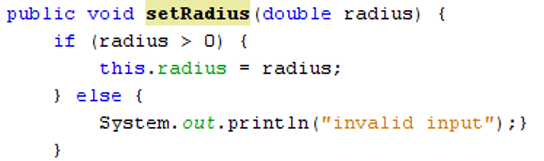 public void setRadius(double radius) {
    if (radius > 0) {
        this.radius = radius;
    } else {
        System.out.println("invalid input");}
    }